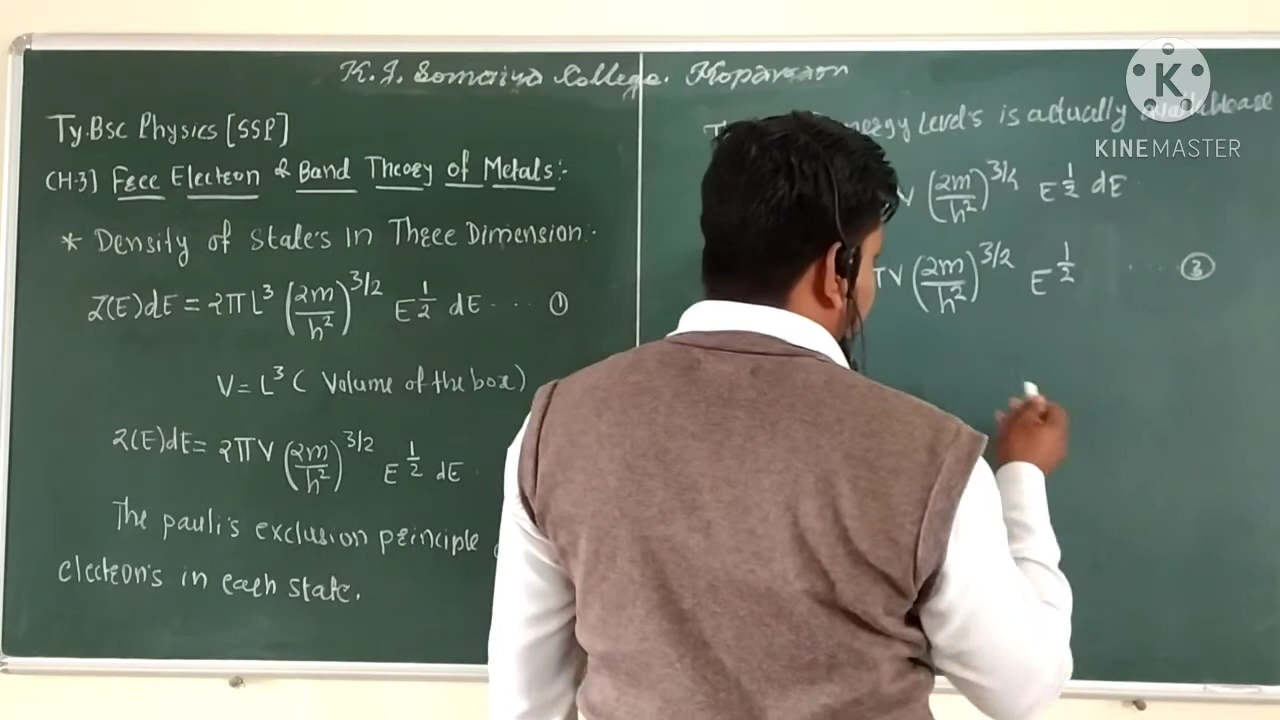 K.J. Somaiya College. Kopargaon
Ty.Bsc Physics [SSP]
CH-3] Free Electron & Band Theory of Metals:-
* Density of States In Three Dimension:-
Z(E)dE = 2πL³ (2m/h²)^3/2 E^1/2 dE ... ①
V = L³ ( Volume of the box)
Z(E)dE = 2πV (2m/h²)^3/2 E^1/2 dE
The pauli's exclusion principle
electron's in each state.
energy Levels is actually
V (2m/h²)^3/2 E^1/2 dE
πV (2m/h²)^3/2 E^1/2 ... ③
K
KINEMASTER